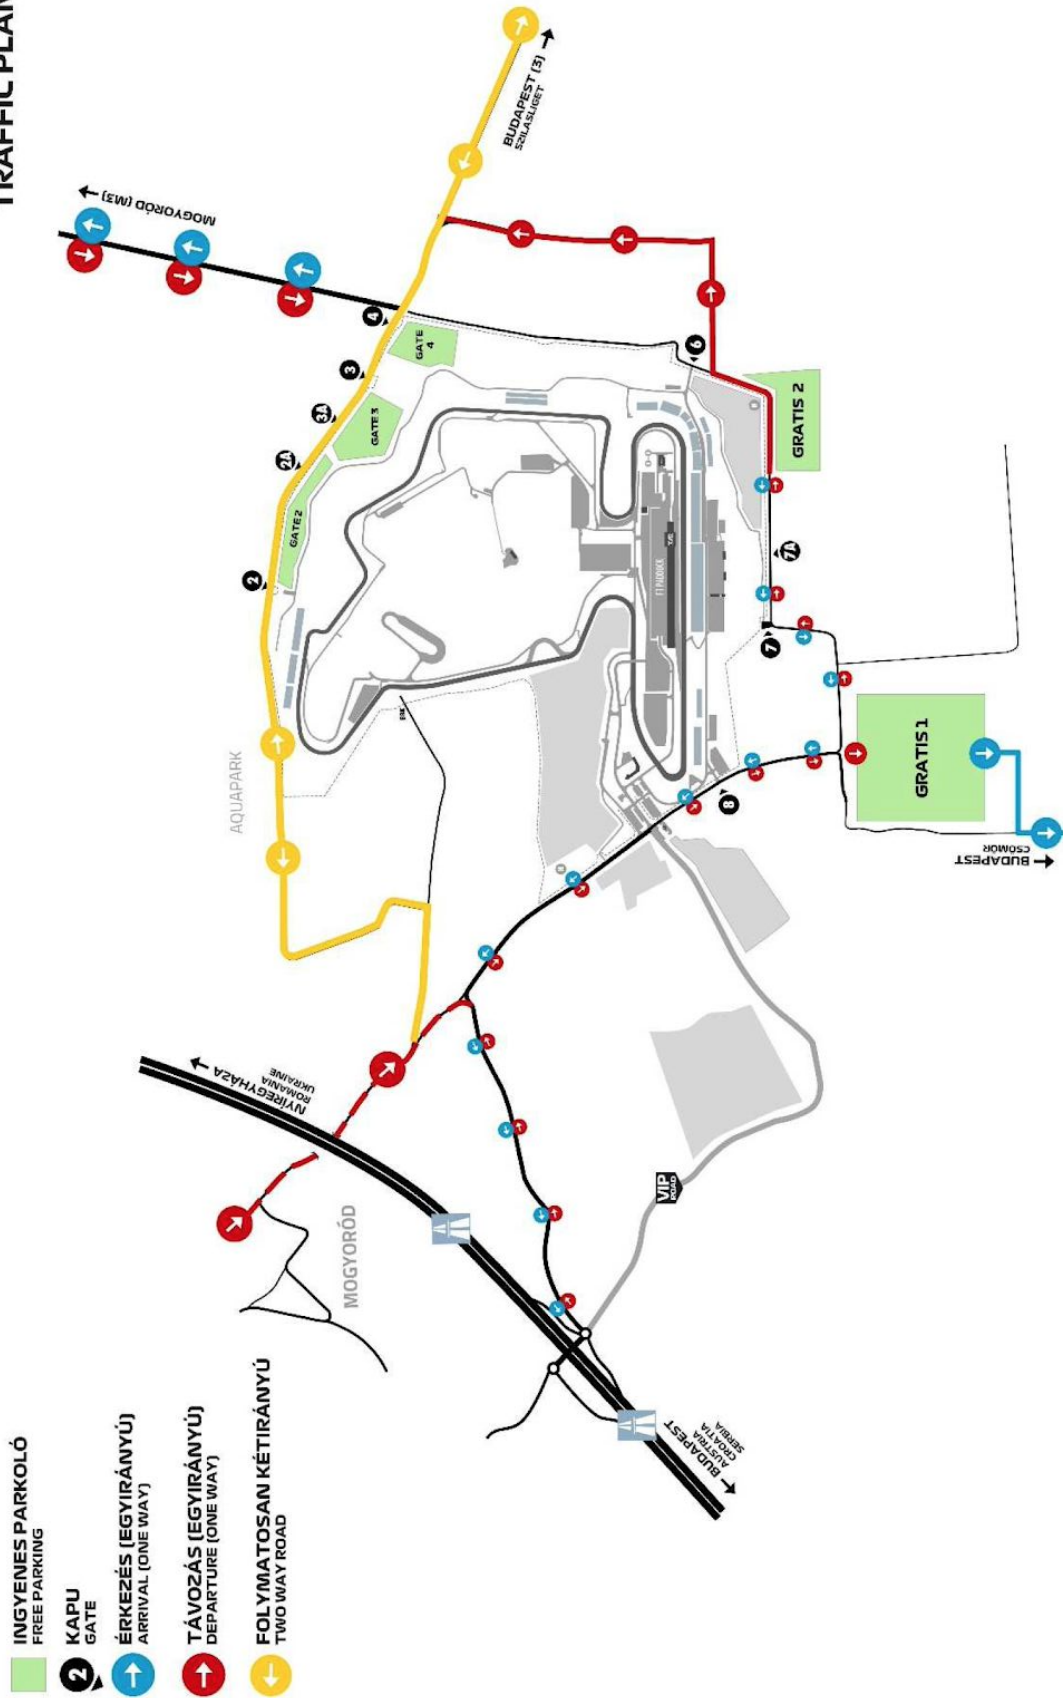 TRAFFIC PLAN
INGYENES PARKOLÓ
FREE PARKING
2
KAPU
GATE
ÉRKEZÉS (EGYIRÁNYÚ)
ARRIVAL (ONE WAY)
TÁVOZÁS (EGYIRÁNYÚ)
DEPARTURE (ONE WAY)
FOLYMATOSAN KÉTIRÁNYÚ
TWO WAY ROAD
MOGYORÓD
NYÍREGYHÁZA
ROMANIA
UKRAINE
BUDAPEST
AUSTRIA
CROATIA
SERBIA
VIP
ROAD
AQUAPARK
2
GATE 2
2A
3A
GATE 3
3
4
GATE
4
MOGYORÓD (M3)
BUDAPEST (3)
SZILASLIGET
F1 PADDOCK
6
GRATIS 2
7A
7
8
GRATIS 1
BUDAPEST
CSÖMÖR